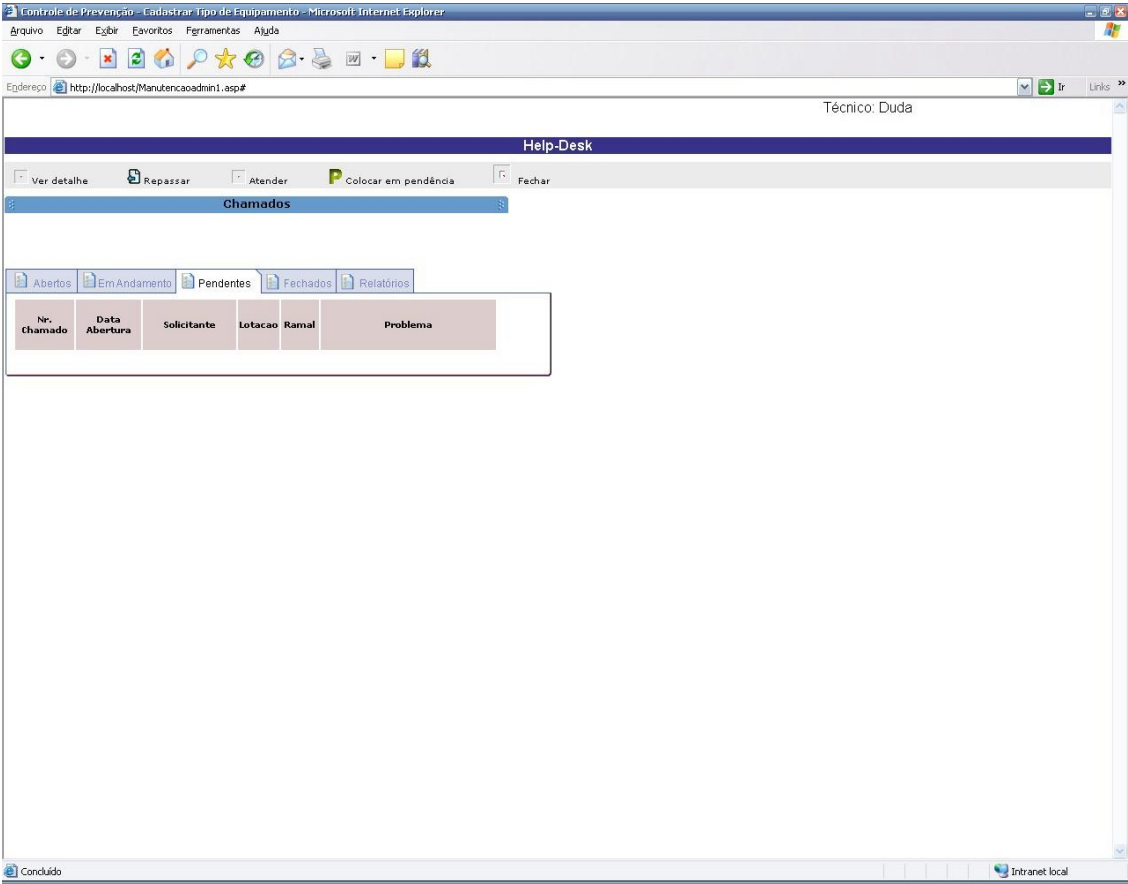 Controle de Prevenção - Cadastrar Tipo de Equipamento - Microsoft Internet Explorer
Arquivo Editar Exibir Favoritos Ferramentas Ajuda
Endereço http://localhost/Manutencaoadmin1.asp# Ir Links »
Técnico: Duda
Help-Desk
Ver detalhe Repassar Atender P Colocar em pendência Fechar
Chamados
Abertos Em Andamento Pendentes Fechados Relatórios
Nr. Chamado Data Abertura Solicitante Lotacao Ramal Problema
Concluído Intranet local